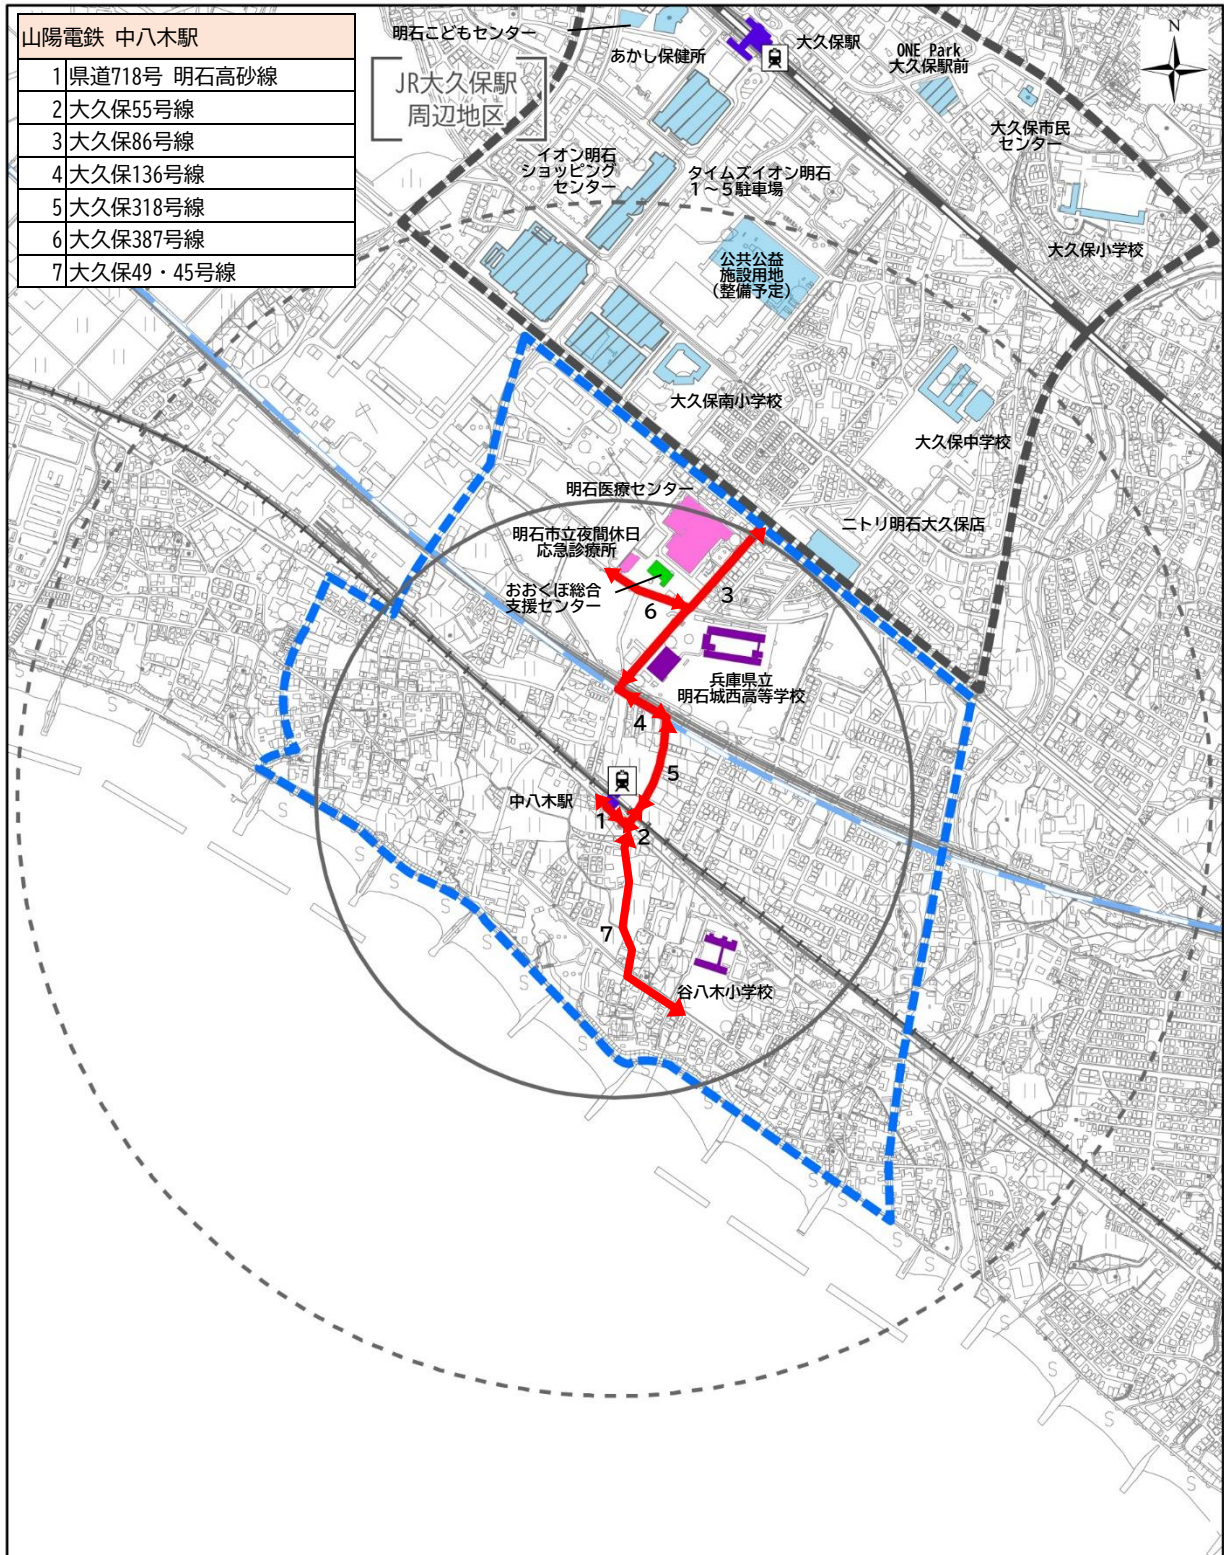 山陽電鉄 中八木駅
1 県道718号 明石高砂線
2 大久保55号線
3 大久保86号線
4 大久保136号線
5 大久保318号線
6 大久保387号線
7 大久保49・45号線
明石こどもセンター
あかし保健所
大久保駅
ONE Park
大久保駅前
N
JR大久保駅
周辺地区
大久保市民
センター
イオン明石
ショッピング
センター
タイムズイオン明石
1～5駐車場
大久保小学校
公共公益
施設用地
(整備予定)
大久保南小学校
大久保中学校
明石医療センター
ニトリ明石大久保店
明石市立夜間休日
応急診療所
おおくぼ総合
支援センター
3
6
兵庫県立
明石城西高等学校
4
5
中八木駅
1
2
7
谷八木小学校